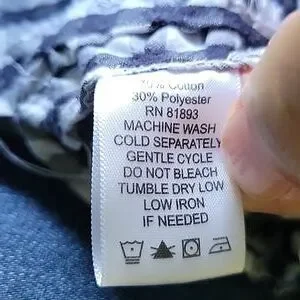 Cotton
30% Polyester
RN 81893
MACHINE WASH
COLD SEPARATELY
GENTLE CYCLE
DO NOT BLEACH
TUMBLE DRY LOW
LOW IRON
IF NEEDED